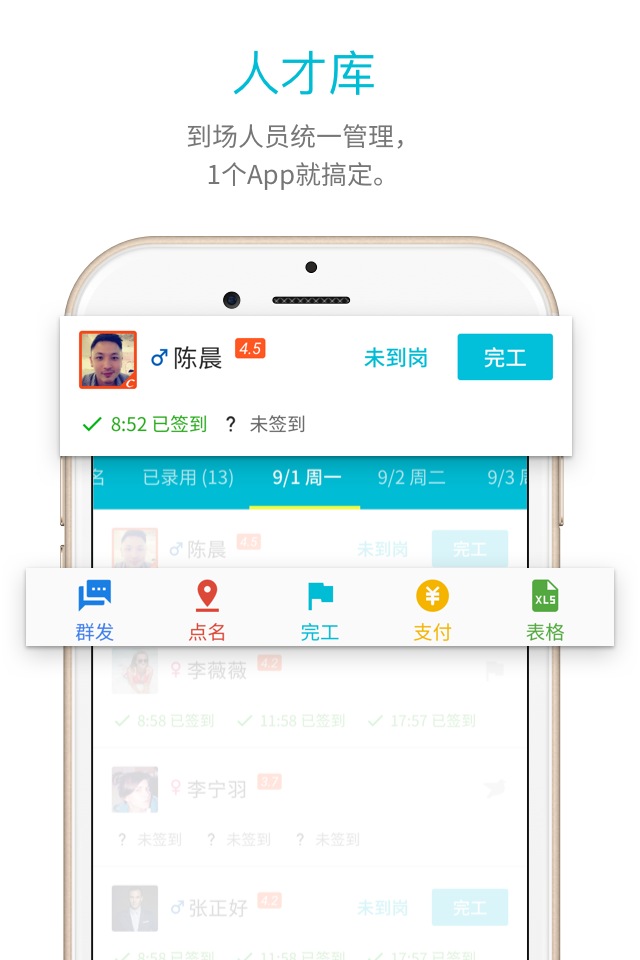 人才库
到场人员统一管理,
1个App就搞定。
♂ 陈晨 4.5 未到岗 完工
C
8:52 已签到 ? 未签到
名 已录用 (13) 9/1 周一 9/2 周二 9/3 周
♂ 陈晨 4.5 未到岗 完工
XLS
群发 点名 完工 支付 表格
♀ 李薇薇 4.2
8:58 已签到 11:58 已签到 17:57 已签到
♀ 李宁羽 3.7
? 未签到 ? 未签到 ? 未签到
♂ 张正好 4.2 未到岗 完工
8:58 已签到 11:58 已签到 17:57 已签到